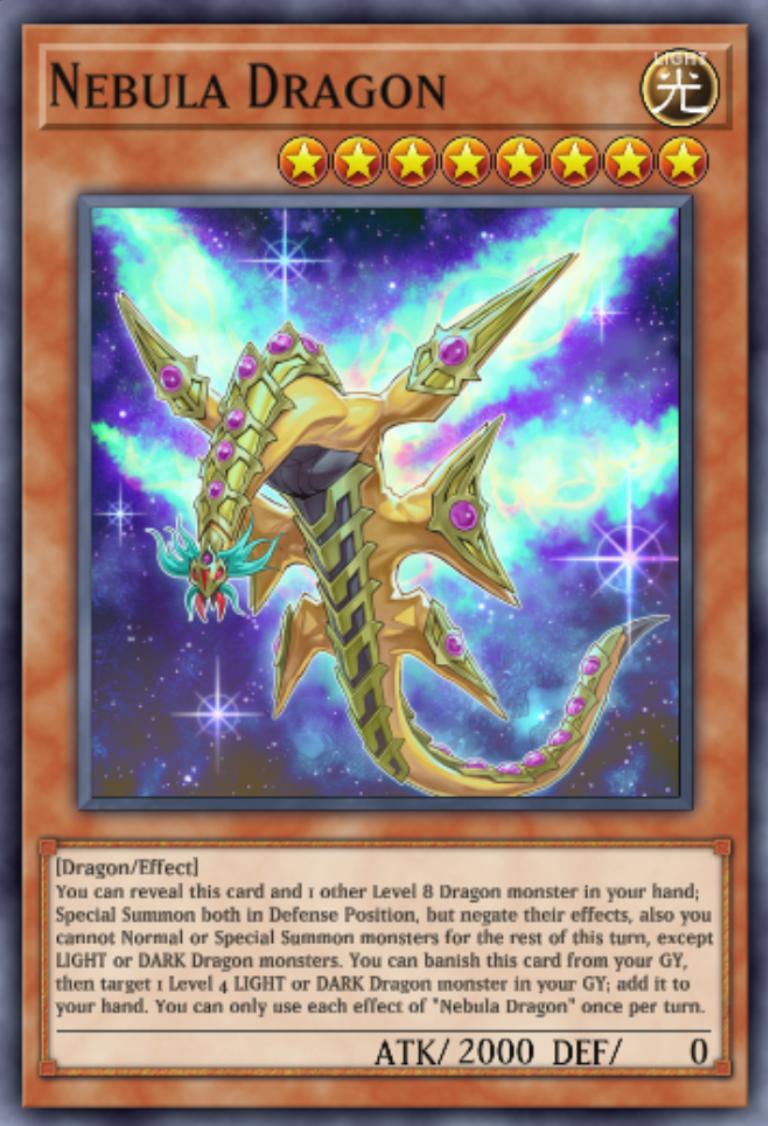 NEBULA DRAGON
LIGHT
光
[Dragon/Effect]
You can reveal this card and 1 other Level 8 Dragon monster in your hand;
Special Summon both in Defense Position, but negate their effects, also you
cannot Normal or Special Summon monsters for the rest of this turn, except
LIGHT or DARK Dragon monsters. You can banish this card from your GY,
then target 1 Level 4 LIGHT or DARK Dragon monster in your GY; add it to
your hand. You can only use each effect of "Nebula Dragon" once per turn.
ATK/ 2000 DEF/ 0